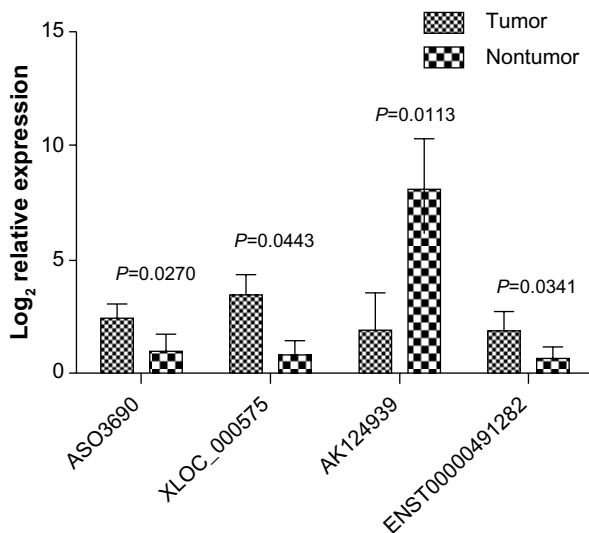 Log₂ relative expression
15
10
5
0
Tumor
Nontumor
P=0.0270
P=0.0443
P=0.0113
P=0.0341
ASO3690
XLOC_000575
AK124939
ENST00000491282